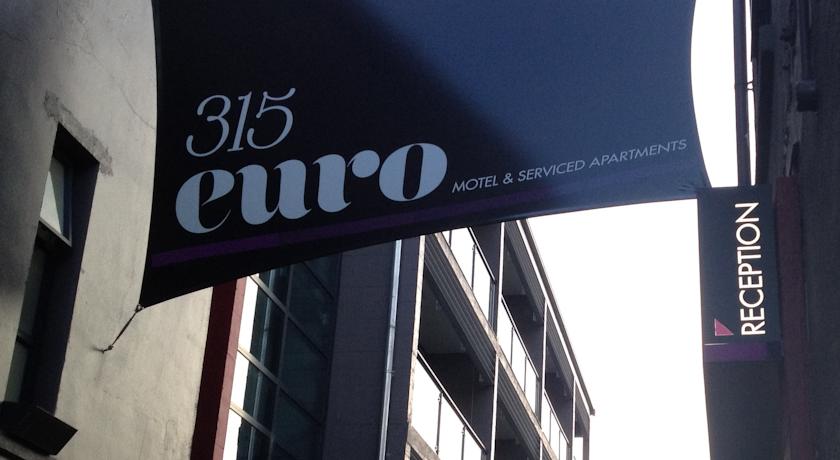 315
euro
MOTEL & SERVICED APARTMENTS
RECEPTION